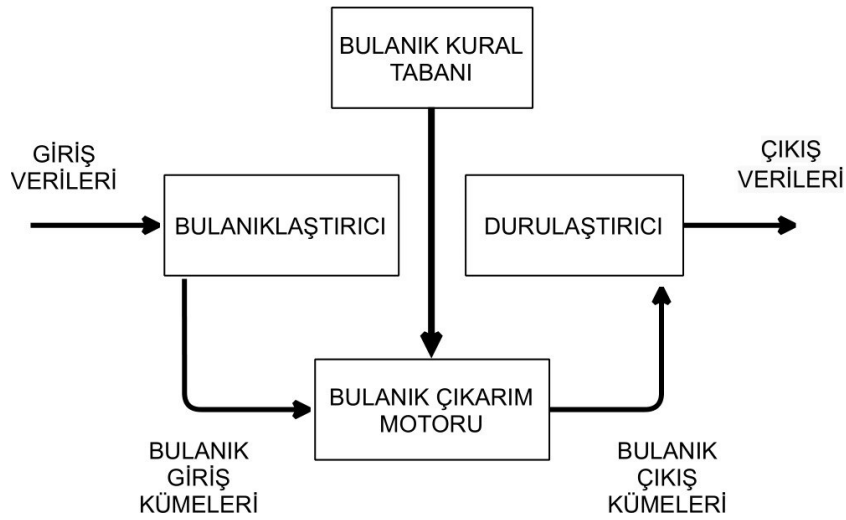 BULANIK KURAL
TABANI
GİRİŞ
VERİLERİ
ÇIKIŞ
VERİLERİ
BULANIKLAŞTIRICI
DURULAŞTIRICI
BULANIK ÇIKARIM
MOTORU
BULANIK
GİRİŞ
KÜMELERİ
BULANIK
ÇIKIŞ
KÜMELERİ